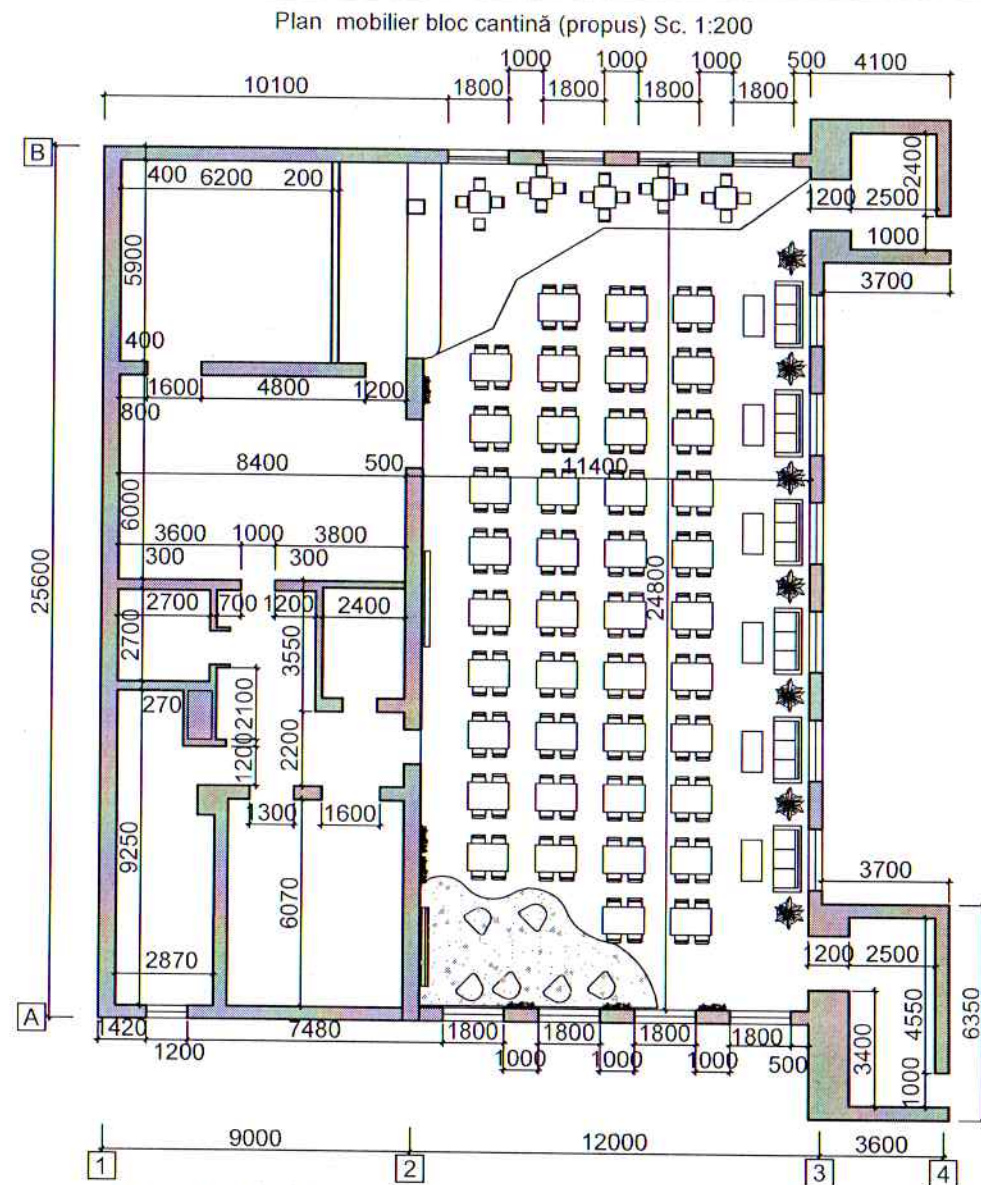 Plan mobilier bloc cantină (propus) Sc. 1:200
1000 1000 1000 500 4100
10100 1800 1800 1800 1800
B
400 6200 200
2400
1200 2500
5900
1000
3700
400
1600 4800 1200
800
8400 500 11400
6000
3600 1000 3800
300 300
25600
24800
2700 700 1200 2400
2700
3550
270
2100
2200
1200
1300 1600
9250
3700
6070
1200 2500
2870
4550
6350
3400
A
1420 7480 1800 1800 1800 1800
1200 1000 1000 1000 500
1000
9000 12000 3600
1 2 3 4